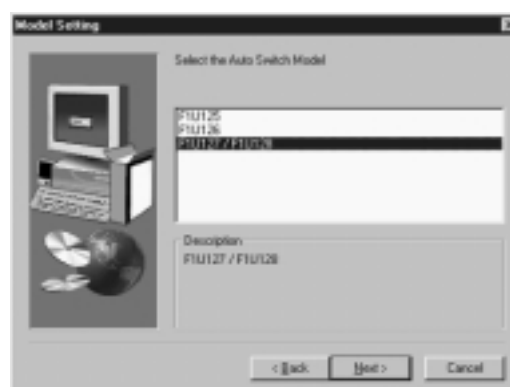 Model Setting
Select the Auto Switch Model
F1U125
F1U126
F1U127 / F1U128
Description
F1U127 / F1U128
< Back
Next >
Cancel